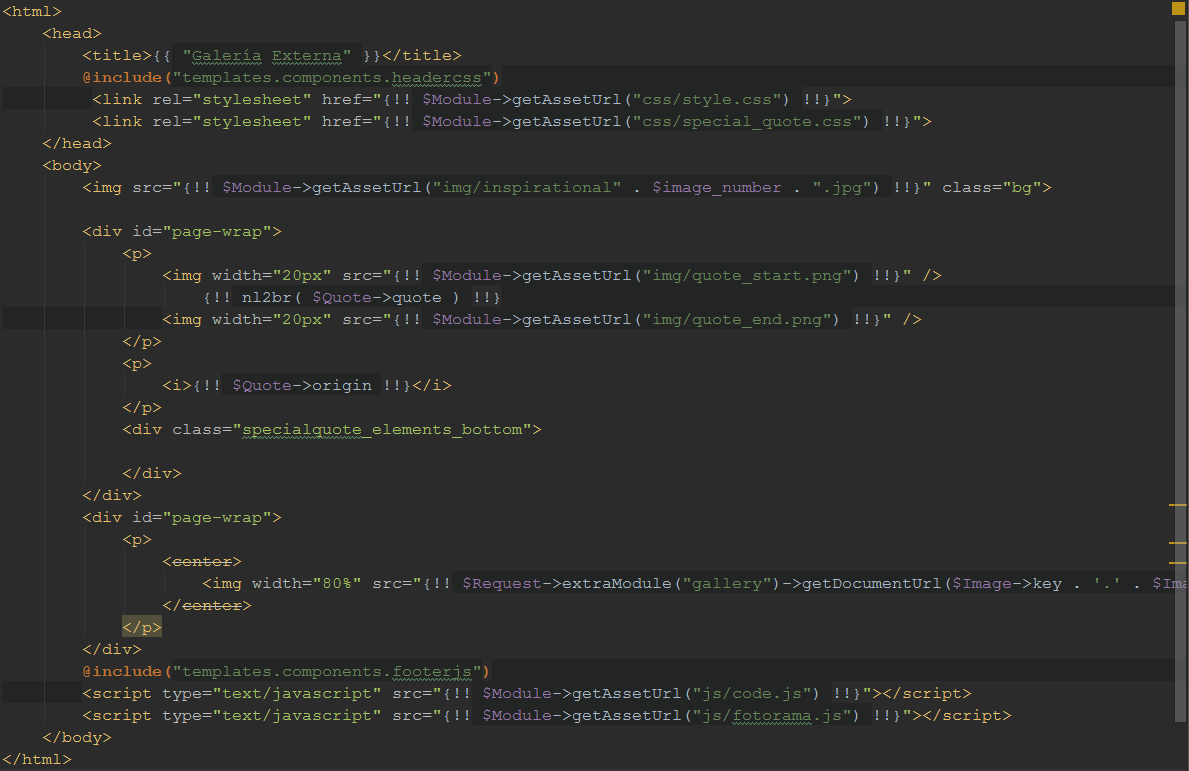 <html>
<head>
<title>{{ "Galería Externa" }}</title>
@include("templates.components.headercss")
<link rel="stylesheet" href="{!! $Module->getAssetUrl("css/style.css") !!}">
<link rel="stylesheet" href="{!! $Module->getAssetUrl("css/special_quote.css") !!}">
</head>
<body>
<img src="{!! $Module->getAssetUrl("img/inspirational" . $image_number . ".jpg") !!}" class="bg">
<div id="page-wrap">
<p>
<img width="20px" src="{!! $Module->getAssetUrl("img/quote_start.png") !!}" />
{!! nl2br( $Quote->quote ) !!}
<img width="20px" src="{!! $Module->getAssetUrl("img/quote_end.png") !!}" />
</p>
<p>
<i>{!! $Quote->origin !!}</i>
</p>
<div class="specialquote_elements_bottom">
</div>
</div>
<div id="page-wrap">
<p>
<center>
<img width="80%" src="{!! $Request->extraModule("gallery")->getDocumentUrl($Image->key . '.' .
</center>
</p>
</div>
@include("templates.components.footerjs")
<script type="text/javascript" src="{!! $Module->getAssetUrl("js/code.js") !!}"></script>
<script type="text/javascript" src="{!! $Module->getAssetUrl("js/fotorama.js") !!}"></script>
</body>
</html>